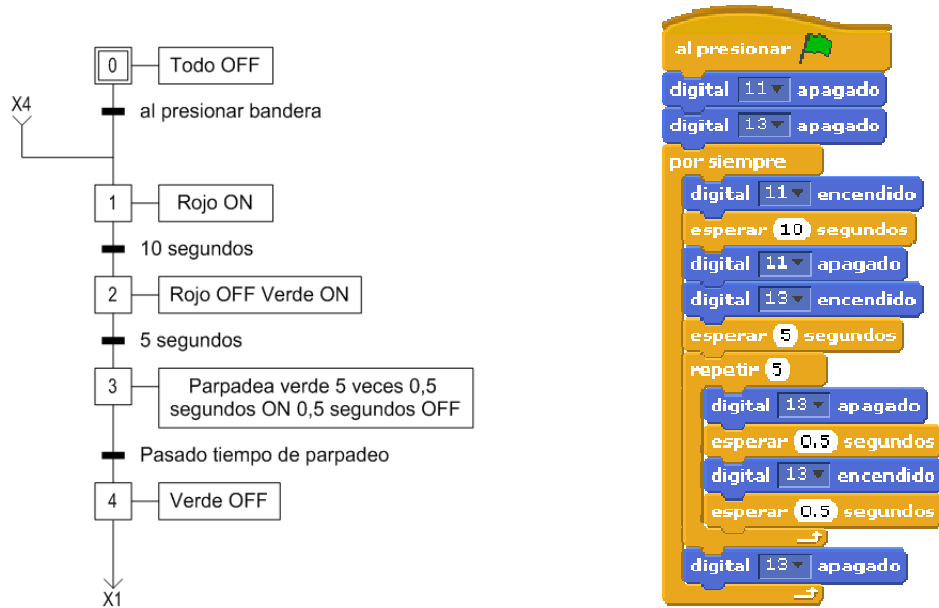 0
Todo OFF
X4
al presionar bandera
1
Rojo ON
10 segundos
2
Rojo OFF Verde ON
5 segundos
3
Parpadea verde 5 veces 0,5
segundos ON 0,5 segundos OFF
Pasado tiempo de parpadeo
4
Verde OFF
X1
al presionar
digital 11 apagado
digital 13 apagado
por siempre
digital 11 encendido
esperar 10 segundos
digital 11 apagado
digital 13 encendido
esperar 5 segundos
repetir 5
digital 13 apagado
esperar 0.5 segundos
digital 13 encendido
esperar 0.5 segundos
digital 13 apagado